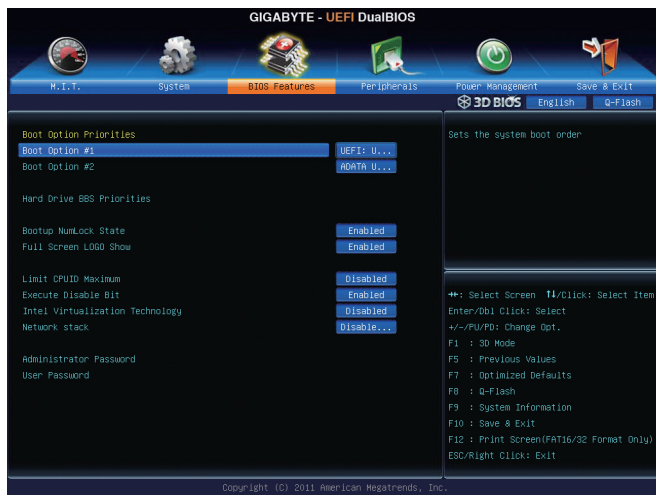 GIGABYTE - UEFI DualBIOS
M.I.T. System BIOS Features Peripherals Power Management Save & Exit
3D BIOS English Q-Flash
Boot Option Priorities
Boot Option #1 UEFI: U...
Boot Option #2 ADATA U...
Hard Drive BBS Priorities
Bootup NumLock State Enabled
Full Screen LOGO Show Enabled
Limit CPUID Maximum Disabled
Execute Disable Bit Enabled
Intel Virtualization Technology Disabled
Network stack Disable...
Administrator Password
User Password
Sets the system boot order
→←: Select Screen ↑↓/Click: Select Item
Enter/Dbl Click: Select
+/-/PU/PD: Change Opt.
F1 : 3D Mode
F5 : Previous Values
F7 : Optimized Defaults
F8 : Q-Flash
F9 : System Information
F10 : Save & Exit
F12 : Print Screen(FAT16/32 Format Only)
ESC/Right Click: Exit
Copyright (C) 2011 American Megatrends, Inc.